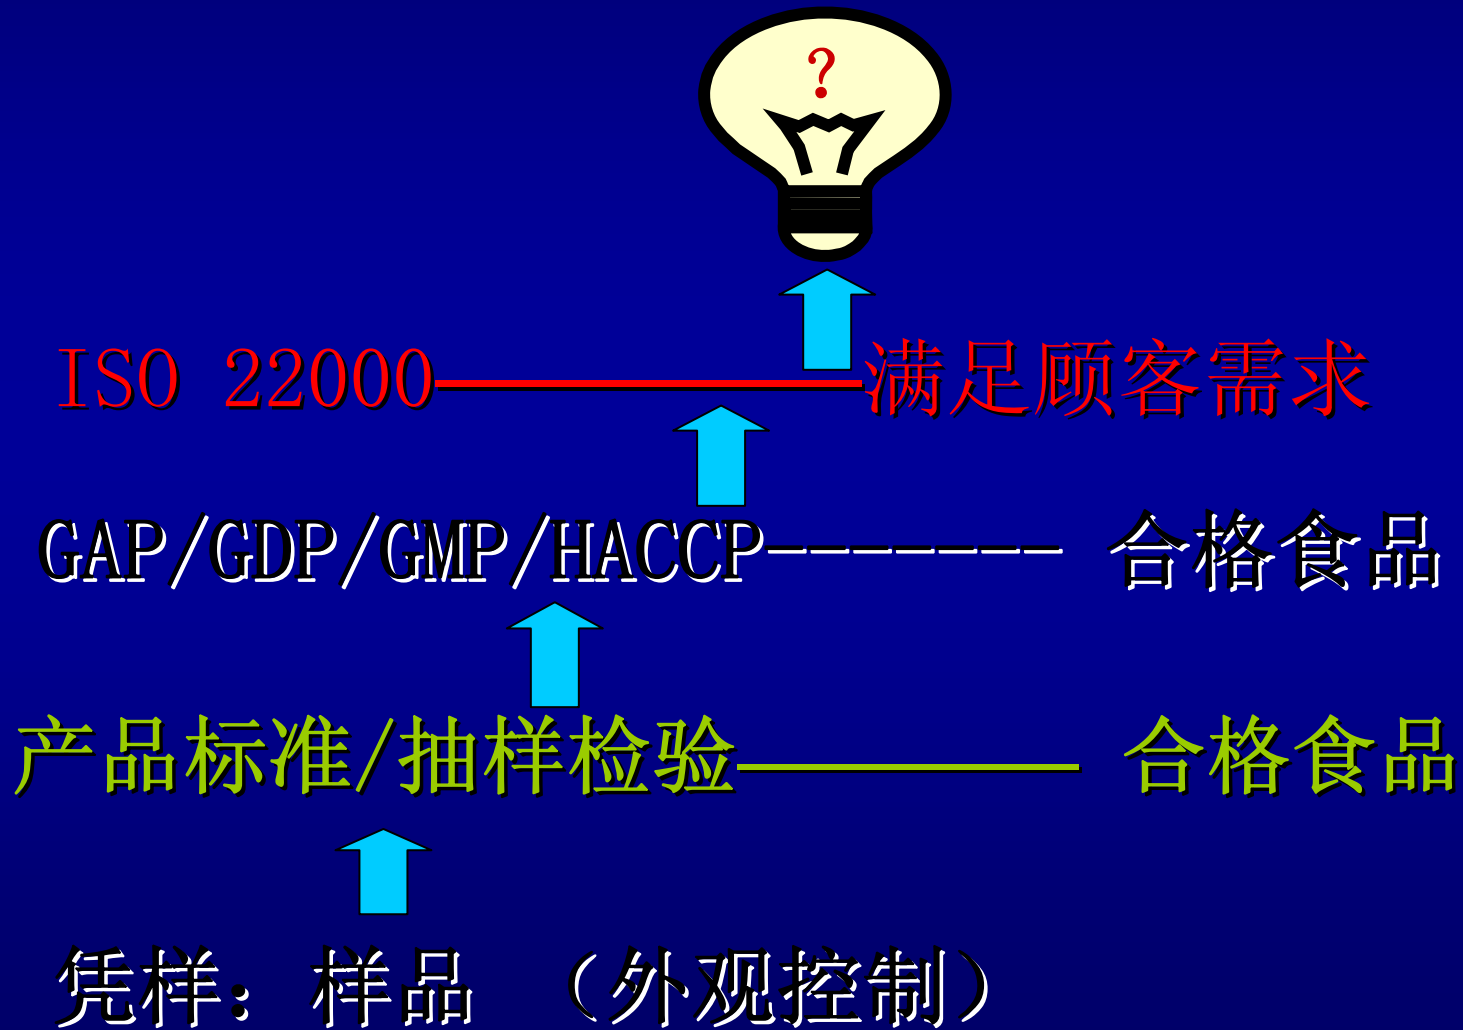 ?
ISO 22000—————满足顾客需求
GAP/GDP/GMP/HACCP------- 合格食品
产品标准/抽样检验———— 合格食品
凭样：样品 （外观控制）